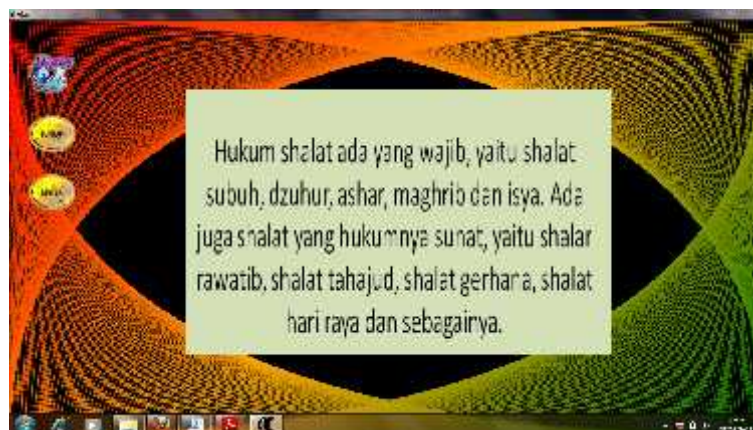 Hukum shalat ada yang wajib, yaitu shalat
subuh, dzuhur, ashar, maghrib dan isya. Ada
juga shalat yang hukumnya sunat, yaitu shalar
rawatib, shalat tahajud, shalat gerhana, shalat
hari raya dan sebagainya.